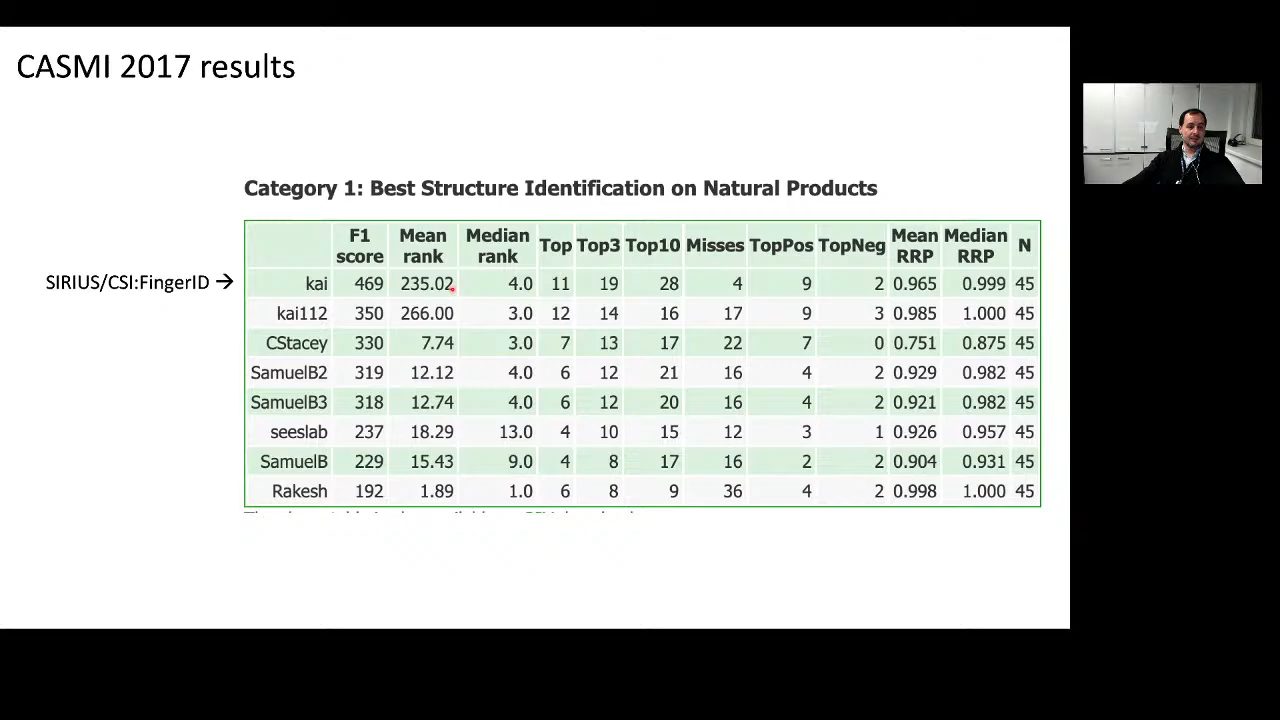 CASMI 2017 results
Category 1: Best Structure Identification on Natural Products
F1 score Mean rank Median rank Top Top3 Top10 Misses TopPos TopNeg Mean RRP Median RRP N
SIRIUS/CSI:FingerID → kai 469 235.02 4.0 11 19 28 4 9 2 0.965 0.999 45
kai112 350 266.00 3.0 12 14 16 17 9 3 0.985 1.000 45
CStacey 330 7.74 3.0 7 13 17 22 7 0 0.751 0.875 45
SamuelB2 319 12.12 4.0 6 12 21 16 4 2 0.929 0.982 45
SamuelB3 318 12.74 4.0 6 12 20 16 4 2 0.921 0.982 45
seeslab 237 18.29 13.0 4 10 15 12 3 1 0.926 0.957 45
SamuelB 229 15.43 9.0 4 8 17 16 2 2 0.904 0.931 45
Rakesh 192 1.89 1.0 6 8 9 36 4 2 0.998 1.000 45